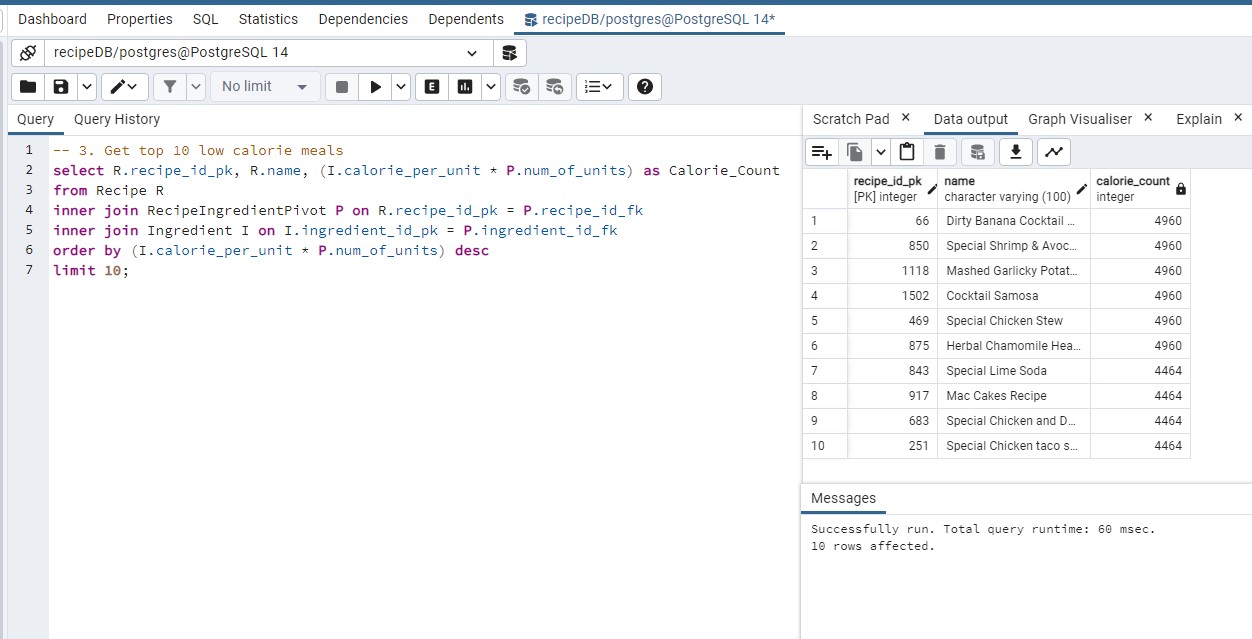 Dashboard Properties SQL Statistics Dependencies Dependents recipeDB/postgres@PostgreSQL 14*
recipeDB/postgres@PostgreSQL 14
No limit E
Query Query History
1 -- 3. Get top 10 low calorie meals
2 select R.recipe_id_pk, R.name, (I.calorie_per_unit * P.num_of_units) as Calorie_Count
3 from Recipe R
4 inner join RecipeIngredientPivot P on R.recipe_id_pk = P.recipe_id_fk
5 inner join Ingredient I on I.ingredient_id_pk = P.ingredient_id_fk
6 order by (I.calorie_per_unit * P.num_of_units) desc
7 limit 10;
Scratch Pad Data output Graph Visualiser Explain
recipe_id_pk name calorie_count
[PK] integer character varying (100) integer
1 66 Dirty Banana Cocktail ... 4960
2 850 Special Shrimp & Avoc... 4960
3 1118 Mashed Garlicky Potat... 4960
4 1502 Cocktail Samosa 4960
5 469 Special Chicken Stew 4960
6 875 Herbal Chamomile Hea... 4960
7 843 Special Lime Soda 4464
8 917 Mac Cakes Recipe 4464
9 683 Special Chicken and D... 4464
10 251 Special Chicken taco s... 4464
Messages
Successfully run. Total query runtime: 60 msec.
10 rows affected.